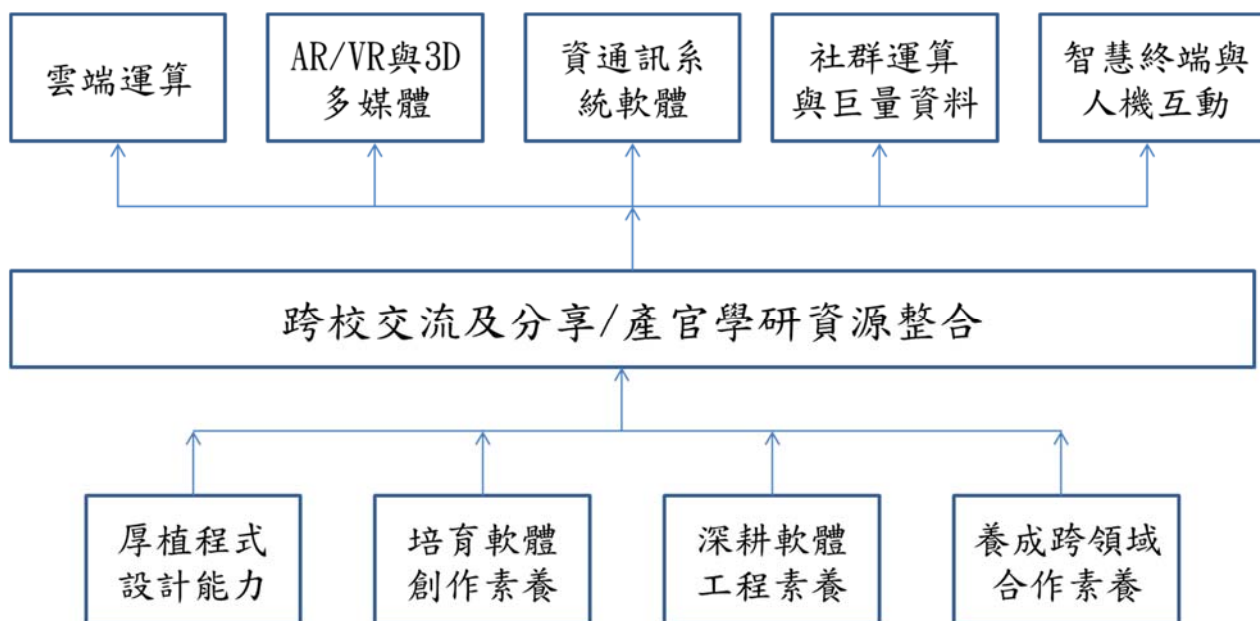 雲端運算
AR/VR與3D
多媒體
資通訊系
統軟體
社群運算
與巨量資料
智慧終端與
人機互動
跨校交流及分享/產官學研資源整合
厚植程式
設計能力
培育軟體
創作素養
深耕軟體
工程素養
養成跨領域
合作素養